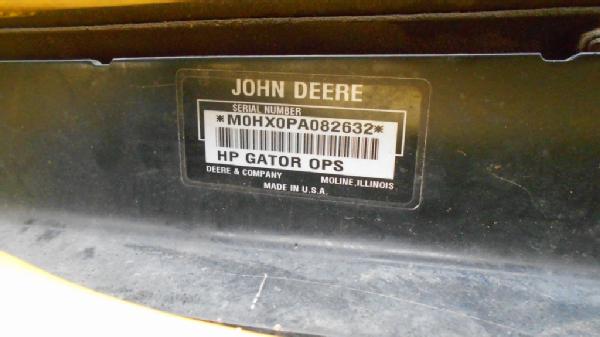 JOHN DEERE
SERIAL NUMBER
*M0HX0PA082632*
HP GATOR OPS
DEERE & COMPANY MOLINE, ILLINOIS
MADE IN U.S.A.